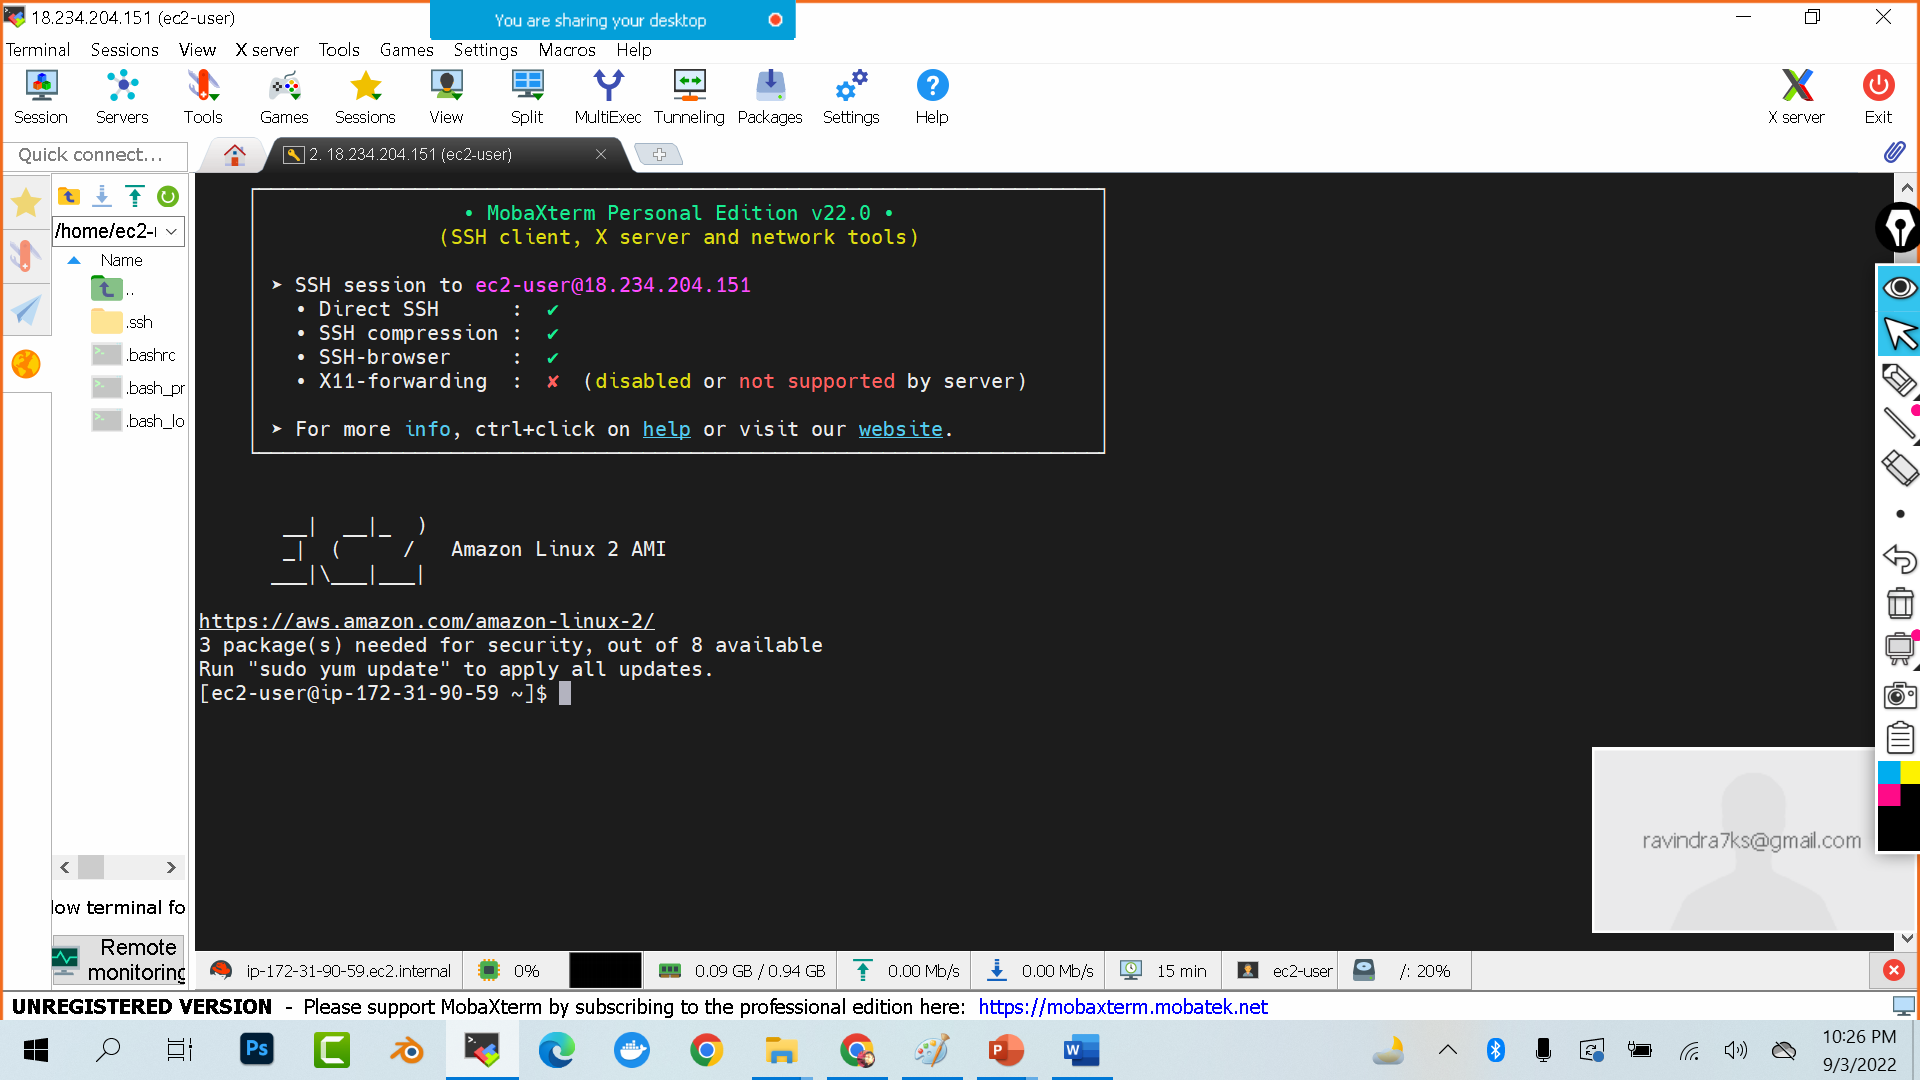 18.234.204.151 (ec2-user)
You are sharing your desktop
Terminal Sessions View X server Tools Games Settings Macros Help
Session Servers Tools Games Sessions View Split MultiExec Tunneling Packages Settings Help X server Exit
Quick connect...
2. 18.234.204.151 (ec2-user)
/home/ec2-
Name
..
.ssh
.bashrc
.bash_pr
.bash_lo
• MobaXterm Personal Edition v22.0 •
(SSH client, X server and network tools)
➤ SSH session to ec2-user@18.234.204.151
• Direct SSH : ✔
• SSH compression : ✔
• SSH-browser : ✔
• X11-forwarding : ✘ (disabled or not supported by server)
➤ For more info, ctrl+click on help or visit our website.
__| __|_ )
_| ( / Amazon Linux 2 AMI
___|\___|___|
https://aws.amazon.com/amazon-linux-2/
3 package(s) needed for security, out of 8 available
Run "sudo yum update" to apply all updates.
[ec2-user@ip-172-31-90-59 ~]$
ravindra7ks@gmail.com
low terminal fo
Remote
monitoring
ip-172-31-90-59.ec2.internal 0% 0.09 GB / 0.94 GB 0.00 Mb/s 0.00 Mb/s 15 min ec2-user /: 20%
UNREGISTERED VERSION - Please support MobaXterm by subscribing to the professional edition here: https://mobaxterm.mobatek.net
Ps C P W
10:26 PM
9/3/2022